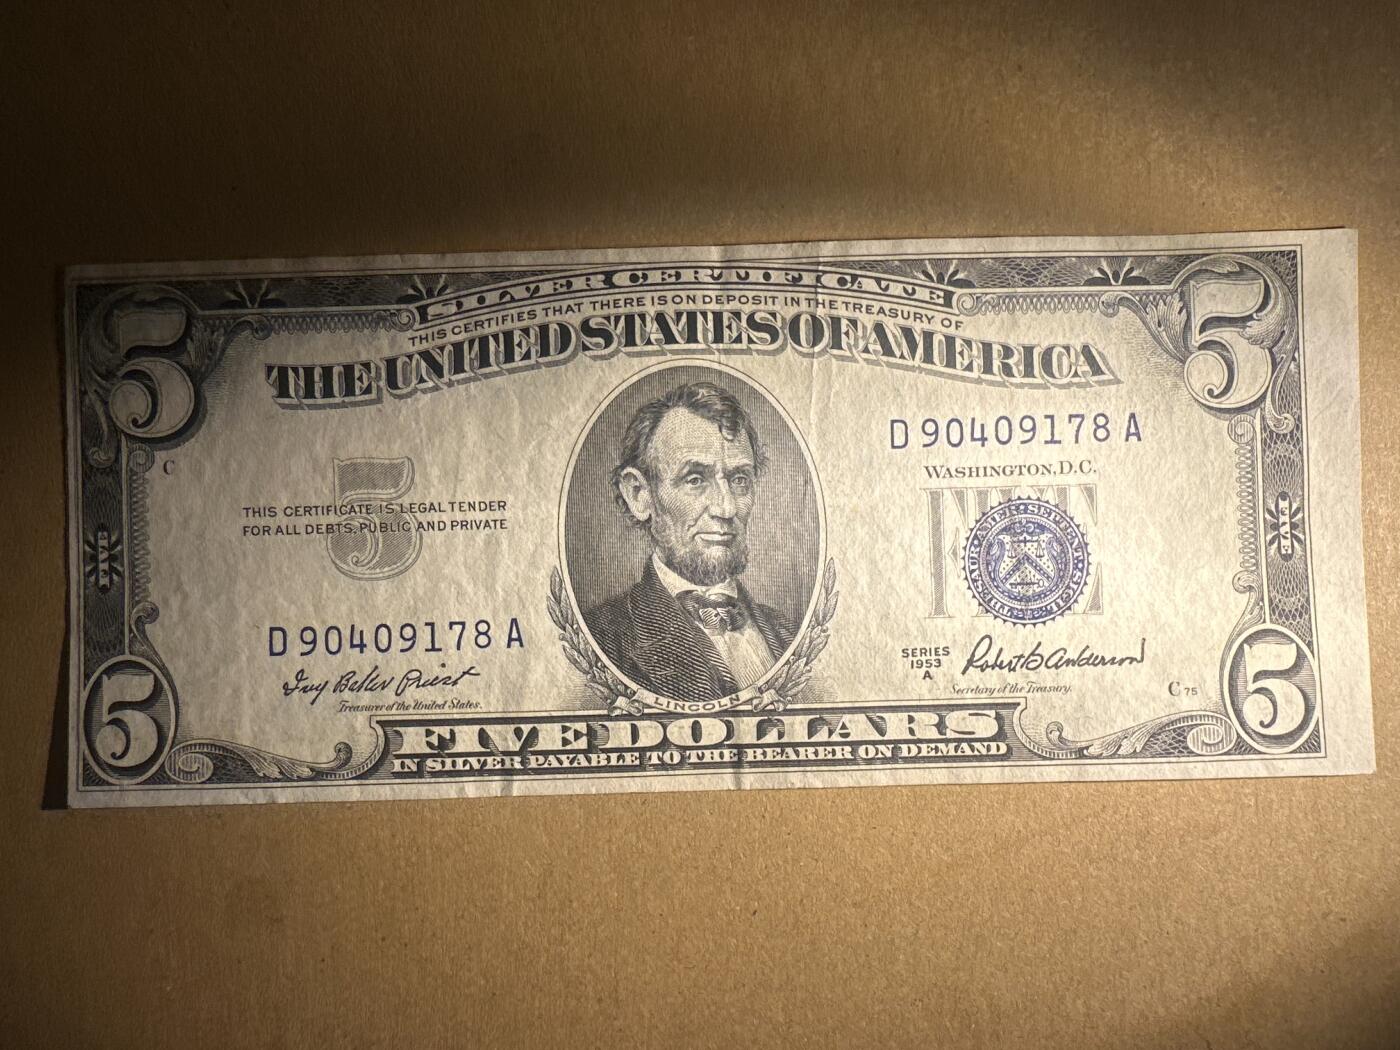 SILVER CERTIFICATE
THIS CERTIFIES THAT THERE IS ON DEPOSIT IN THE TREASURY OF
THE UNITED STATES OF AMERICA
5
5
D 90409178 A
WASHINGTON, D.C.
C
5
THIS CERTIFICATE IS LEGAL TENDER
FOR ALL DEBTS, PUBLIC AND PRIVATE
FIVE
FIVE
FIVE
D 90409178 A
SERIES
1953
A
Ivy Baker Priest
Treasurer of the United States.
Robert B Anderson
Secretary of the Treasury.
C 75
LINCOLN
5
5
FIVE DOLLARS
IN SILVER PAYABLE TO THE BEARER ON DEMAND